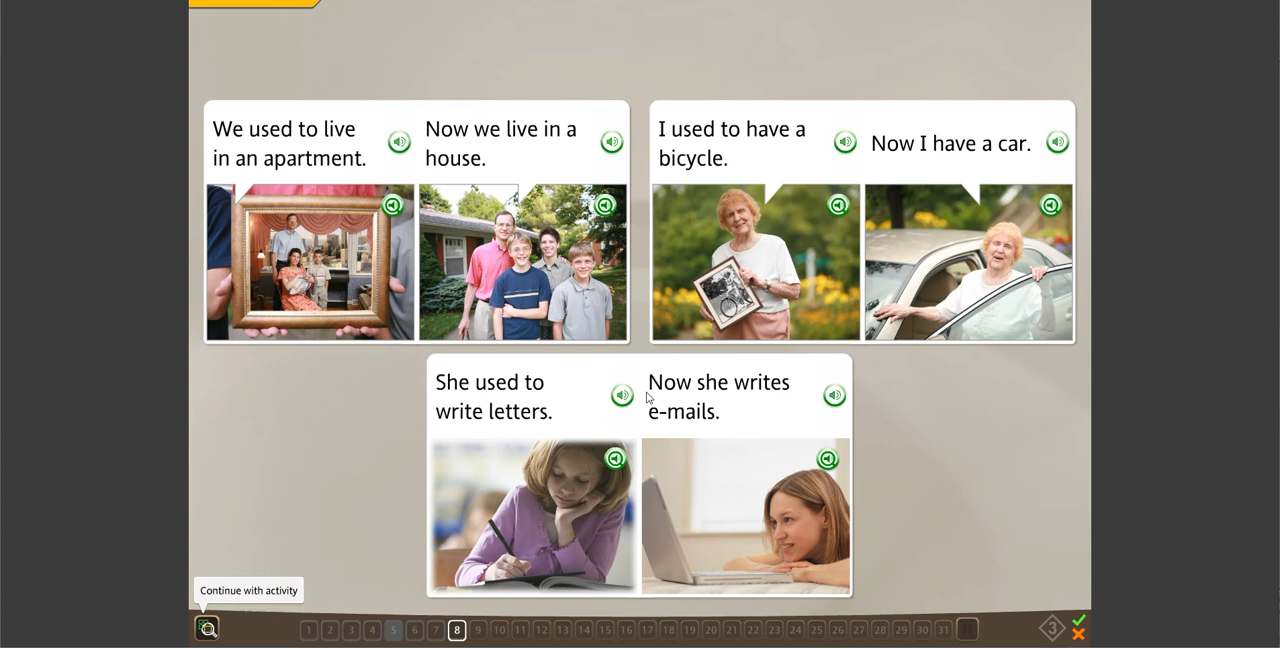 We used to live
in an apartment.
Now we live in a
house.
I used to have a
bicycle.
Now I have a car.
She used to
write letters.
Now she writes
e-mails.
Continue with activity
1 2 3 4 5 6 7 8 9 10 11 12 13 14 15 16 17 18 19 20 21 22 23 24 25 26 27 28 29 30 31
3